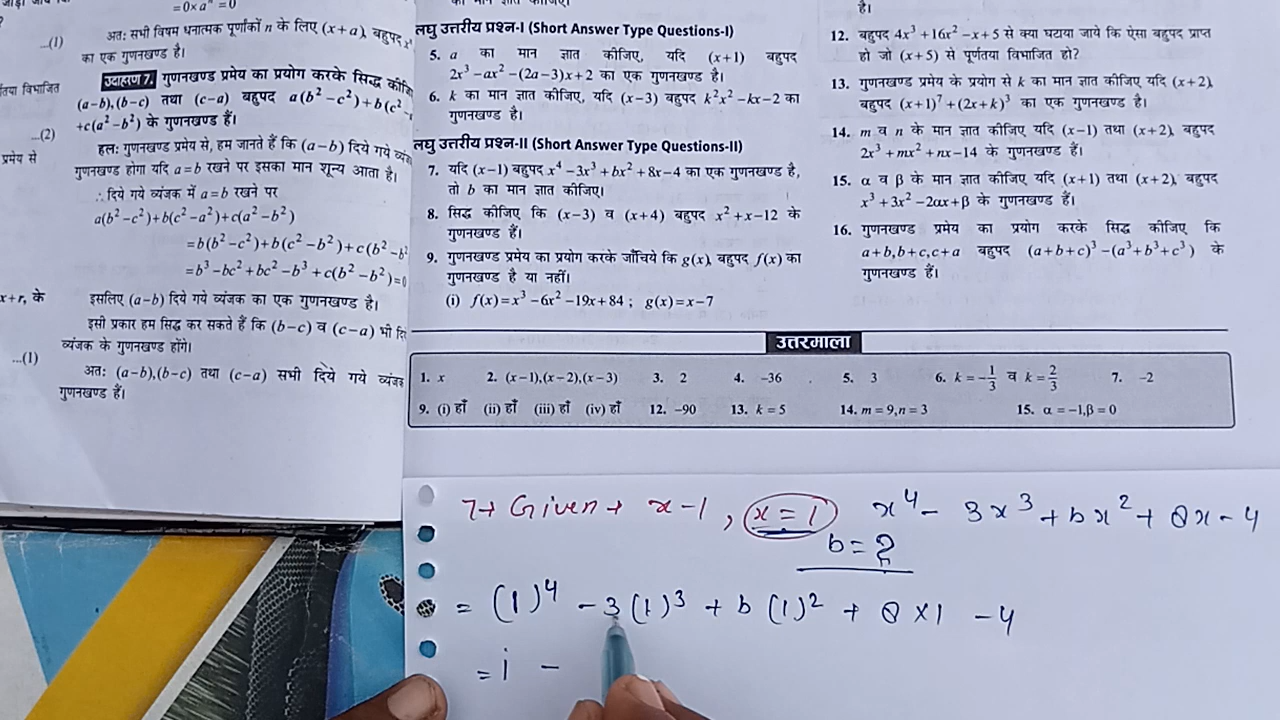 = 0×aⁿ = 0
...(1)
अतः सभी विषम धनात्मक पूर्णांकों n के लिए (x+a), बहुपद
का एक गुणनखण्ड है।
र्तया विभाजित
उदाहरण 7. गुणनखण्ड प्रमेय का प्रयोग करके सिद्ध
(a−b),(b−c) तथा (c−a) बहुपद a(b²−c²)+b(c²
...(2)
+c(a²−b²) के गुणनखण्ड हैं।
प्रमेय से
हलः गुणनखण्ड प्रमेय से, हम जानते हैं कि (a−b) दिये गये
गुणनखण्ड होगा यदि a=b रखने पर इसका मान शून्य आता है।
∴ दिये गये व्यंजक में a=b रखने पर
a(b²−c²)+b(c²−a²)+c(a²−b²)
=b(b²−c²)+b(c²−b²)+c(b²−b²
=b³−bc²+bc²−b³+c(b²−b²)=0
x+r, के
इसलिए (a−b) दिये गये व्यंजक का एक गुणनखण्ड है।
इसी प्रकार हम सिद्ध कर सकते हैं कि (b−c) व (c−a) भी
व्यंजक के गुणनखण्ड होंगे।
...(1)
अतः (a−b),(b−c) तथा (c−a) सभी दिये गये
गुणनखण्ड हैं।
लघु उत्तरीय प्रश्न-I (Short Answer Type Questions-I)
5. a का मान ज्ञात कीजिए, यदि (x+1) बहुपद
2x³−ax²−(2a−3)x+2 का एक गुणनखण्ड है।
6. k का मान ज्ञात कीजिए, यदि (x−3) बहुपद k²x²−kx−2 का
गुणनखण्ड है।
लघु उत्तरीय प्रश्न-II (Short Answer Type Questions-II)
7. यदि (x−1) बहुपद x⁴−3x³+bx²+8x−4 का एक गुणनखण्ड है,
तो b का मान ज्ञात कीजिए।
8. सिद्ध कीजिए कि (x−3) व (x+4) बहुपद x²+x−12 के
गुणनखण्ड हैं।
9. गुणनखण्ड प्रमेय का प्रयोग करके जाँचिये कि g(x), बहुपद f(x) का
गुणनखण्ड है या नहीं।
(i) f(x)=x³−6x²−19x+84 ; g(x)=x−7
है।
12. बहुपद 4x³+16x²−x+5 से क्या घटाया जाये कि ऐसा बहुपद प्राप्त
हो जो (x+5) से पूर्णतया विभाजित हो?
13. गुणनखण्ड प्रमेय के प्रयोग से k का मान ज्ञात कीजिए यदि (x+2),
बहुपद (x+1)⁷+(2x+k)³ का एक गुणनखण्ड है।
14. m व n के मान ज्ञात कीजिए यदि (x−1) तथा (x+2), बहुपद
2x³+mx²+nx−14 के गुणनखण्ड हैं।
15. α व β के मान ज्ञात कीजिए यदि (x+1) तथा (x+2), बहुपद
x³+3x²−2αx+β के गुणनखण्ड हैं।
16. गुणनखण्ड प्रमेय का प्रयोग करके सिद्ध कीजिए कि
a+b,b+c,c+a बहुपद (a+b+c)³−(a³+b³+c³) के
गुणनखण्ड हैं।
उत्तरमाला
1. x 2. (x−1),(x−2),(x−3) 3. 2 4. −36 5. 3 6. k=−1/3 व k=2/3 7. −2
9. (i) हाँ (ii) हाँ (iii) हाँ (iv) हाँ 12. −90 13. k=5 14. m=9,n=3 15. α=−1,β=0
7→ Given → x−1, x=1 x⁴− 3x³+bx²+8x−4
b=?
= (1)⁴ −3(1)³ + b(1)² + 8×1 −4
= 1 −